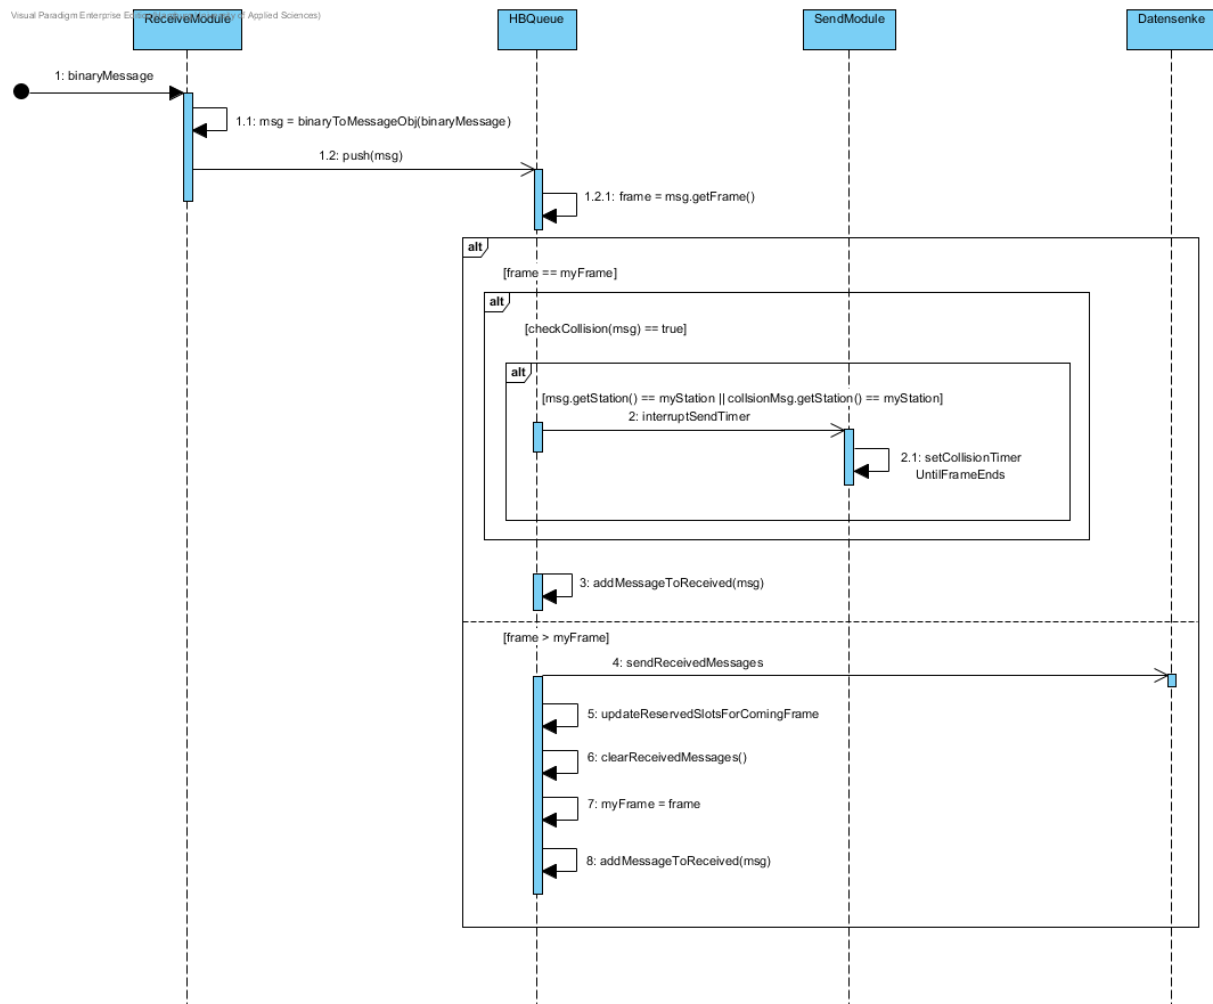 Visual Paradigm Enterprise Edition
Applied Sciences)
ReceiveModule
HBQueue
SendModule
Datensenke
1: binaryMessage
1.1: msg = binaryToMessageObj(binaryMessage)
1.2: push(msg)
1.2.1: frame = msg.getFrame()
alt
[frame == myFrame]
alt
[checkCollision(msg) == true]
alt
[msg.getStation() == myStation || collsionMsg.getStation() == myStation]
2: interruptSendTimer
2.1: setCollisionTimer
UntilFrameEnds
3: addMessageToReceived(msg)
[frame > myFrame]
4: sendReceivedMessages
5: updateReservedSlotsForComingFrame
6: clearReceivedMessages()
7: myFrame = frame
8: addMessageToReceived(msg)